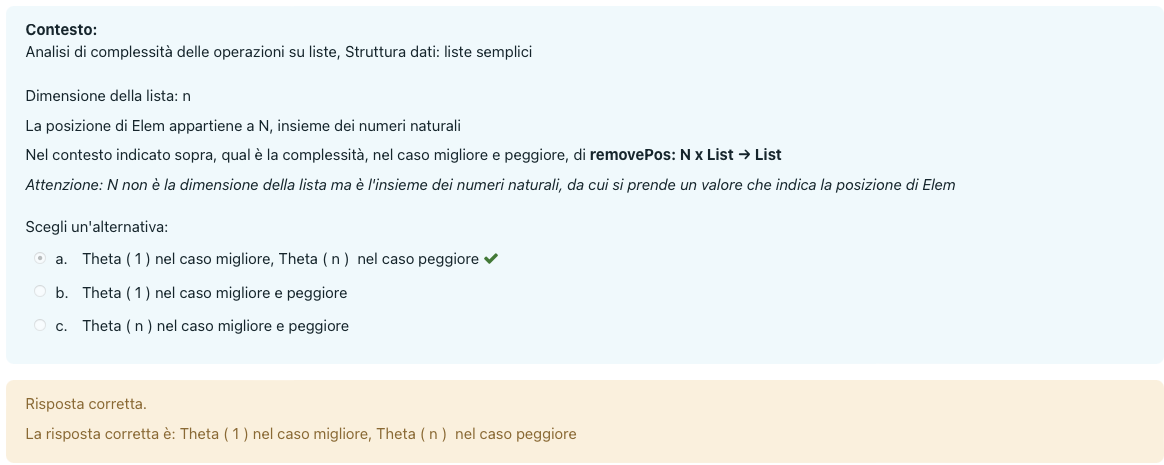 Contesto:
Analisi di complessità delle operazioni su liste, Struttura dati: liste semplici
Dimensione della lista: n
La posizione di Elem appartiene a N, insieme dei numeri naturali
Nel contesto indicato sopra, qual è la complessità, nel caso migliore e peggiore, di removePos: N x List → List
Attenzione: N non è la dimensione della lista ma è l'insieme dei numeri naturali, da cui si prende un valore che indica la posizione di Elem
Scegli un'alternativa:
a. Theta ( 1 ) nel caso migliore, Theta ( n )  nel caso peggiore ✔
b. Theta ( 1 ) nel caso migliore e peggiore
c. Theta ( n ) nel caso migliore e peggiore
Risposta corretta.
La risposta corretta è: Theta ( 1 ) nel caso migliore, Theta ( n )  nel caso peggiore